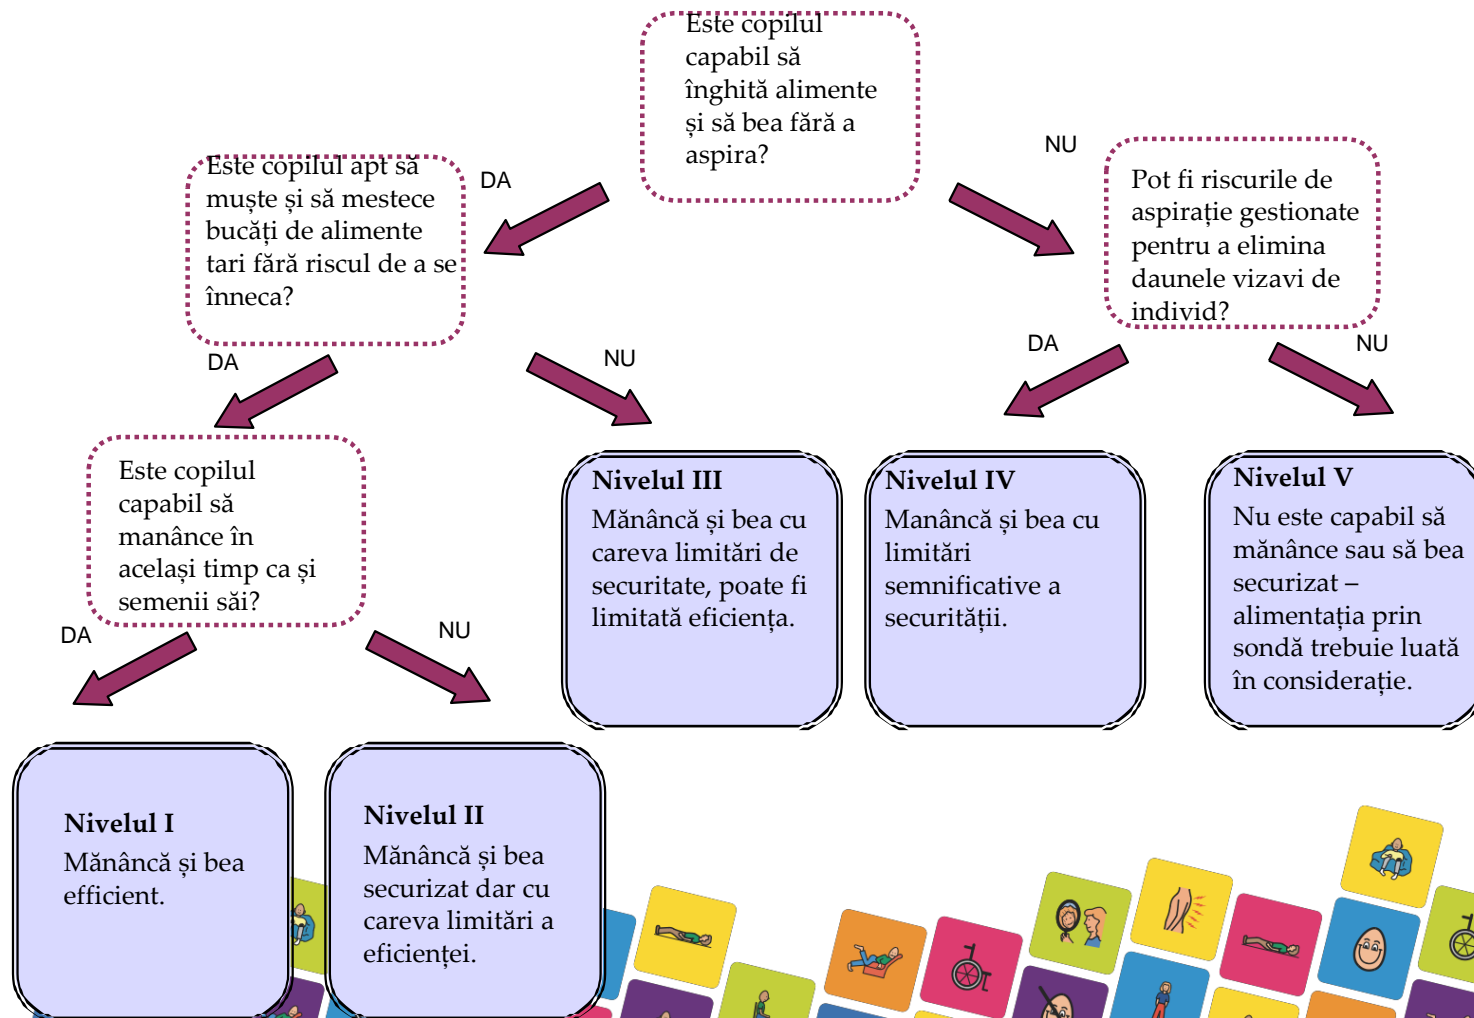 Este copilul
capabil să
înghită alimente
și să bea fără a
aspira?
NU
DA
Este copilul apt să
muște și să mestece
bucăți de alimente
tari fără riscul de a se
înneca?
Pot fi riscurile de
aspirație gestionate
pentru a elimina
daunele vizavi de
individ?
DA
NU
DA
NU
Este copilul
capabil să
manânce în
același timp ca și
semenii săi?
Nivelul III
Mănâncă și bea cu
careva limitări de
securitate, poate fi
limitată eficiența.
Nivelul IV
Manâncă și bea cu
limitări
semnificative a
securității.
Nivelul V
Nu este capabil să
mănânce sau să bea
securizat –
alimentația prin
sondă trebuie luată
în considerație.
DA
NU
Nivelul I
Mănâncă și bea
efficient.
Nivelul II
Mănâncă și bea
securizat dar cu
careva limitări a
eficienței.